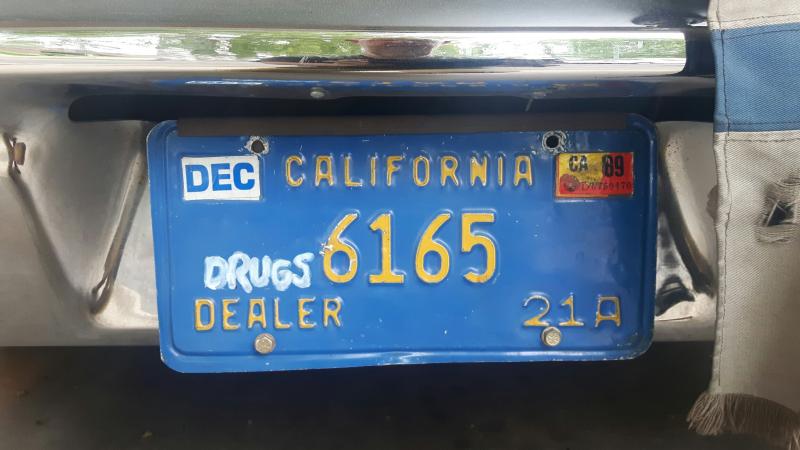 DEC CALIFORNIA CA 89
6165
DRUGS
DEALER 21A